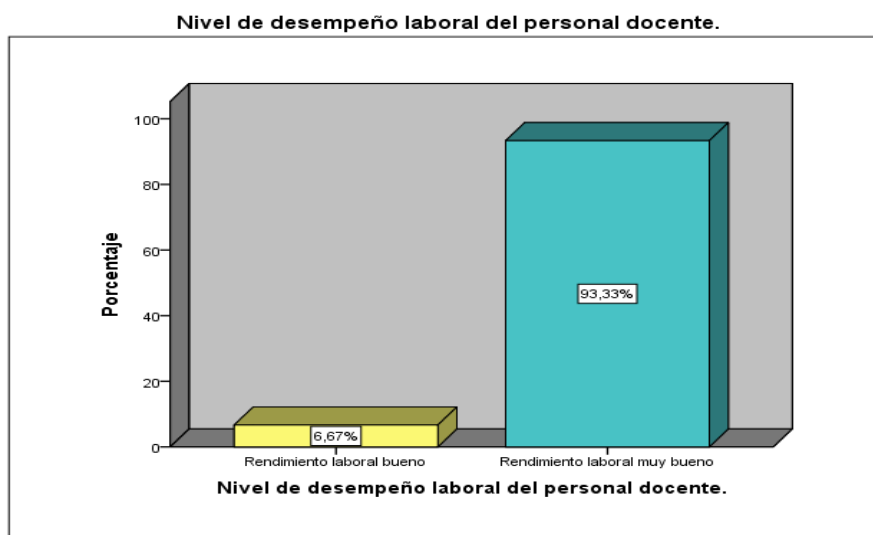 Nivel de desempeño laboral del personal docente.
100
80
60
40
20
0
Porcentaje
93,33%
6,67%
Rendimiento laboral bueno
Rendimiento laboral muy bueno
Nivel de desempeño laboral del personal docente.